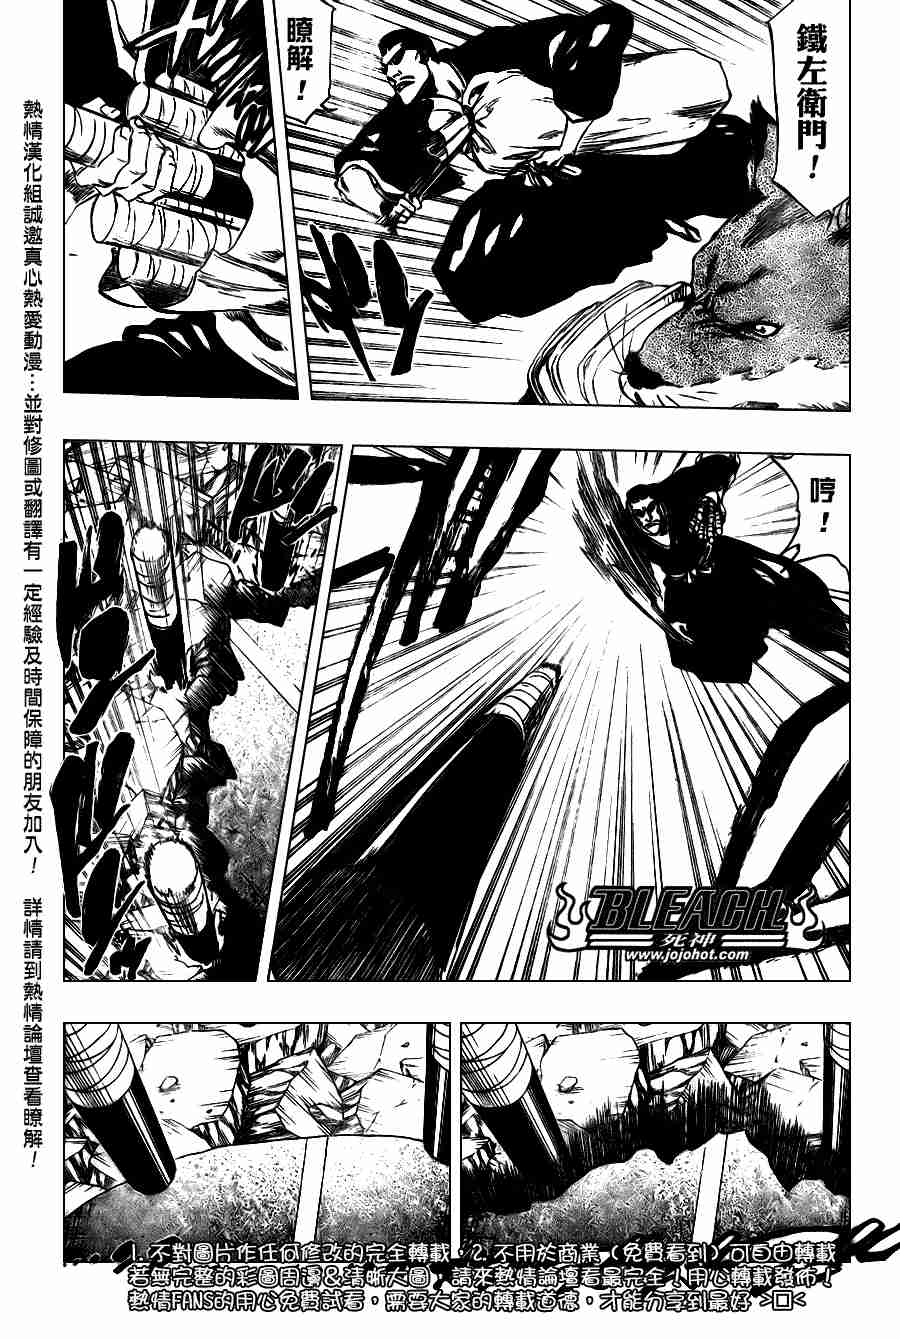 鐵左衛門！
瞭解！
哼！
BLEACH
死神
www.jojohot.com
熱情漢化組誠邀真心熱愛動漫…並對修圖或翻譯有一定經驗及時間保障的朋友加入！ 詳情請到熱情論壇查看瞭解！
1. 不對圖片作任何修改的完全轉載，2. 不用於商業（免費看到）可自由轉載
若無完整的彩圖周漫&清晰大圖，請來熱情論壇看最完全！用心轉載發佈！
熱情FANS的用心免費試看，需要大家的轉載道德，才能分享到最好 >口<